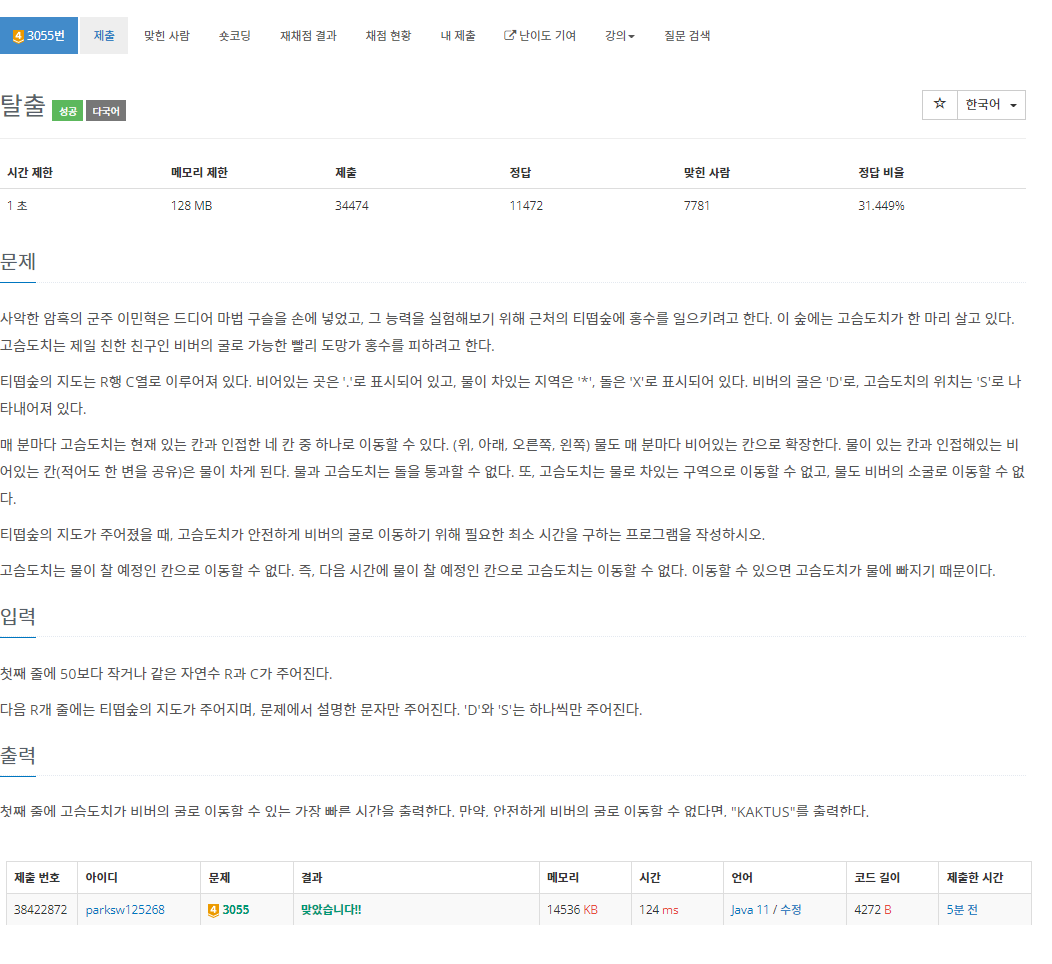 4 3055번 제출 맞힌 사람 숏코딩 재채점 결과 채점 현황 내 제출 난이도 기여 강의 질문 검색
탈출 성공 다국어 ☆ 한국어
시간 제한 메모리 제한 제출 정답 맞힌 사람 정답 비율
1 초 128 MB 34474 11472 7781 31.449%
문제
사악한 암흑의 군주 이민혁은 드디어 마법 구슬을 손에 넣었고, 그 능력을 실험해보기 위해 근처의 티떱숲에 홍수를 일으키려고 한다. 이 숲에는 고슴도치가 한 마리 살고 있다.
고슴도치는 제일 친한 친구인 비버의 굴로 가능한 빨리 도망가 홍수를 피하려고 한다.
티떱숲의 지도는 R행 C열로 이루어져 있다. 비어있는 곳은 '.'로 표시되어 있고, 물이 차있는 지역은 '*', 돌은 'X'로 표시되어 있다. 비버의 굴은 'D'로, 고슴도치의 위치는 'S'로 나
타내어져 있다.
매 분마다 고슴도치는 현재 있는 칸과 인접한 네 칸 중 하나로 이동할 수 있다. (위, 아래, 오른쪽, 왼쪽) 물도 매 분마다 비어있는 칸으로 확장한다. 물이 있는 칸과 인접해있는 비
어있는 칸(적어도 한 변을 공유)은 물이 차게 된다. 물과 고슴도치는 돌을 통과할 수 없다. 또, 고슴도치는 물로 차있는 구역으로 이동할 수 없고, 물도 비버의 소굴로 이동할 수 없
다.
티떱숲의 지도가 주어졌을 때, 고슴도치가 안전하게 비버의 굴로 이동하기 위해 필요한 최소 시간을 구하는 프로그램을 작성하시오.
고슴도치는 물이 찰 예정인 칸으로 이동할 수 없다. 즉, 다음 시간에 물이 찰 예정인 칸으로 고슴도치는 이동할 수 없다. 이동할 수 있으면 고슴도치가 물에 빠지기 때문이다.
입력
첫째 줄에 50보다 작거나 같은 자연수 R과 C가 주어진다.
다음 R개 줄에는 티떱숲의 지도가 주어지며, 문제에서 설명한 문자만 주어진다. 'D'와 'S'는 하나씩만 주어진다.
출력
첫째 줄에 고슴도치가 비버의 굴로 이동할 수 있는 가장 빠른 시간을 출력한다. 만약, 안전하게 비버의 굴로 이동할 수 없다면, "KAKTUS"를 출력한다.
제출 번호 아이디 문제 결과 메모리 시간 언어 코드 길이 제출한 시간
38422872 parksw125268 4 3055 맞았습니다!! 14536 KB 124 ms Java 11 / 수정 4272 B 5분 전